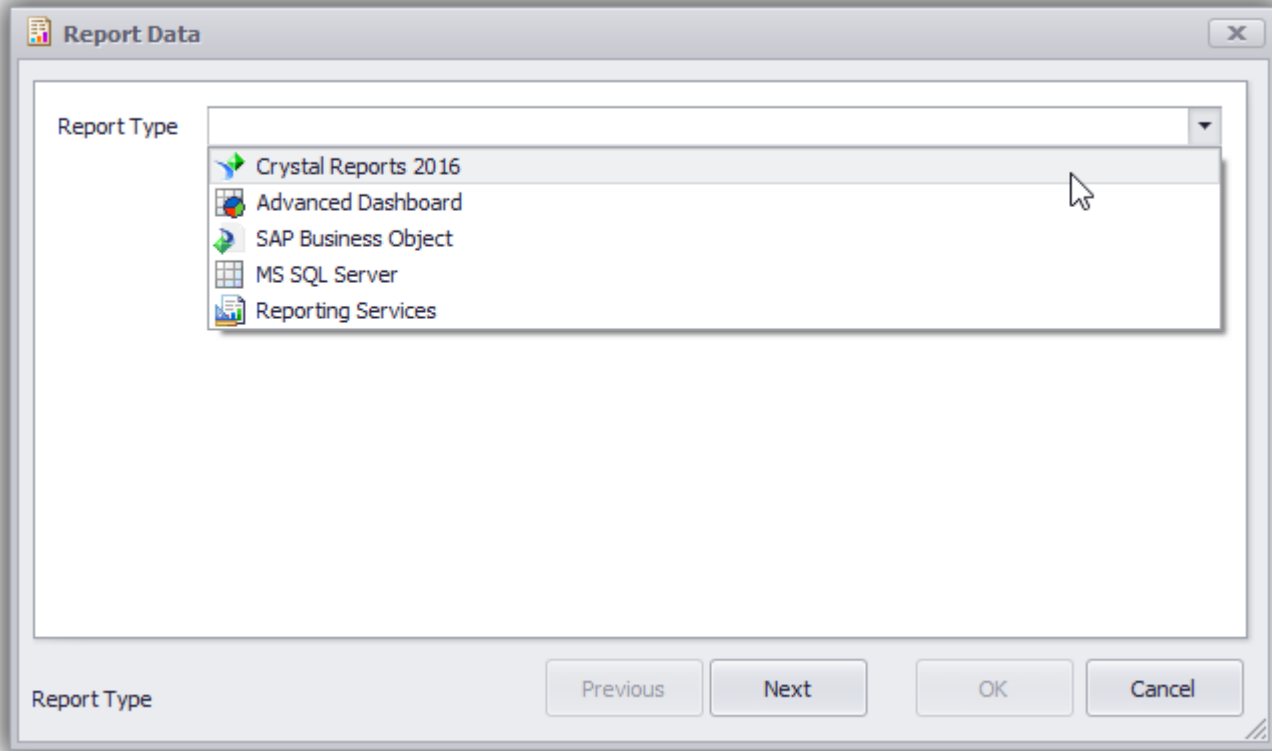 Report Data
Report Type
Crystal Reports 2016
Advanced Dashboard
SAP Business Object
MS SQL Server
Reporting Services
Report Type Previous Next OK Cancel